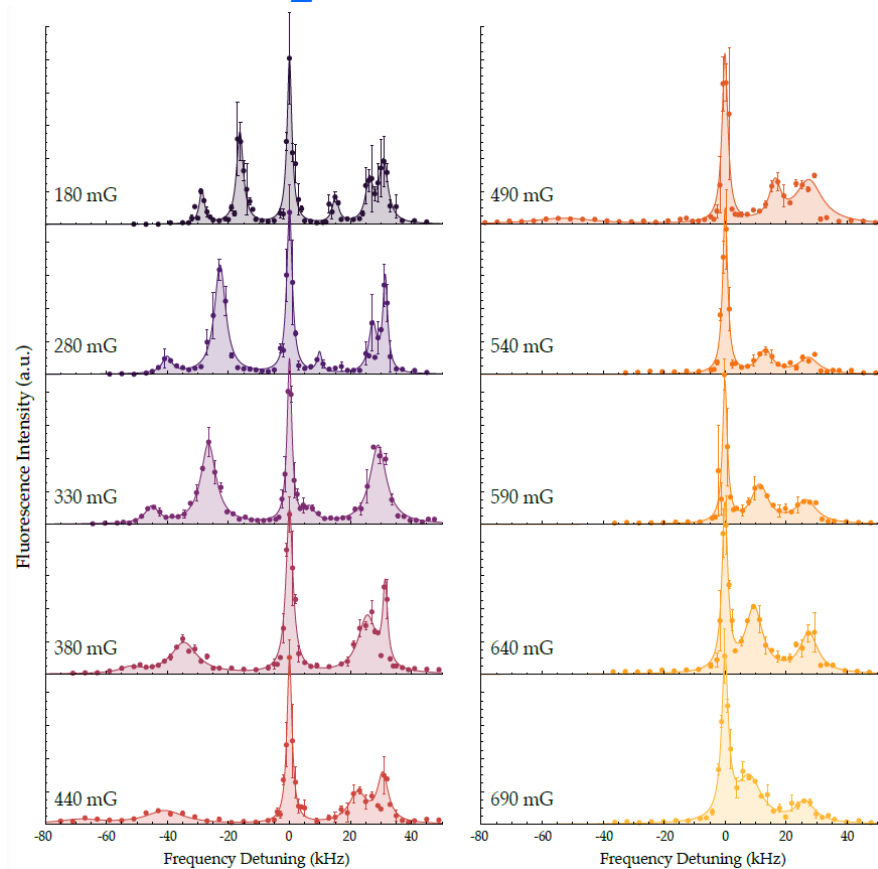 Fluorescence Intensity (a.u.)
180 mG
280 mG
330 mG
380 mG
440 mG
-80 -60 -40 -20 0 20 40
Frequency Detuning (kHz)
490 mG
540 mG
590 mG
640 mG
690 mG
-80 -60 -40 -20 0 20 40
Frequency Detuning (kHz)